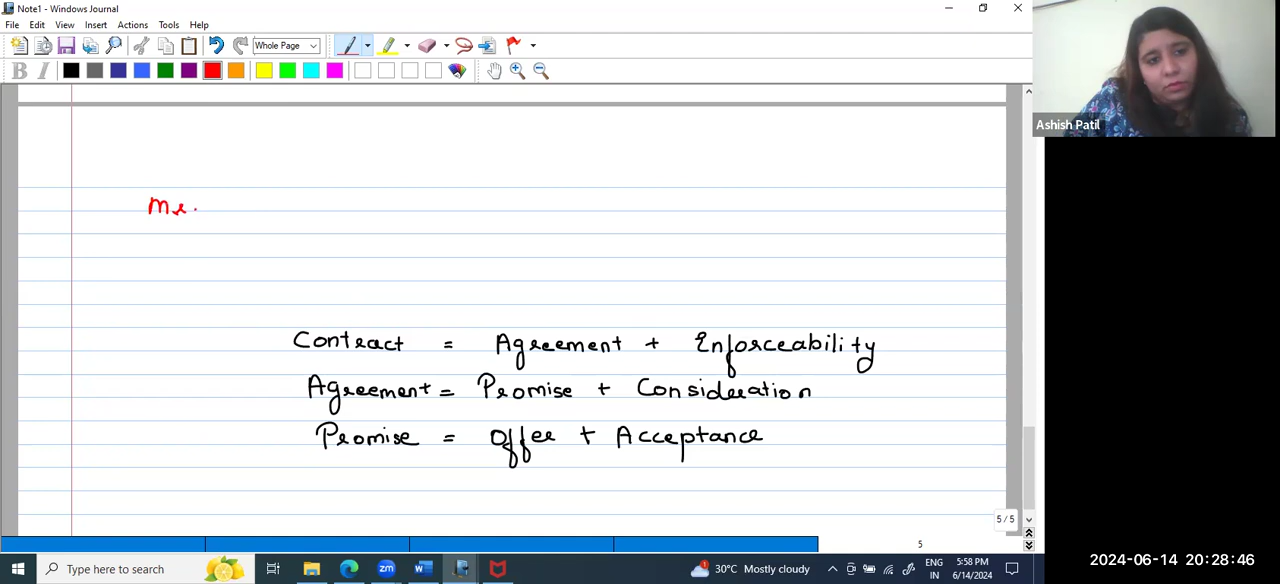 Note1 - Windows Journal
File Edit View Insert Actions Tools Help
Whole Page
B I
Ashish Patil
Mr.
Contract = Agreement + Enforceability
Agreement = Promise + Consideration
Promise = Offer + Acceptance
5 / 5
5
Type here to search
zm
W
30°C Mostly cloudy
ENG
IN
5:58 PM
6/14/2024
2024-06-14 20:28:46